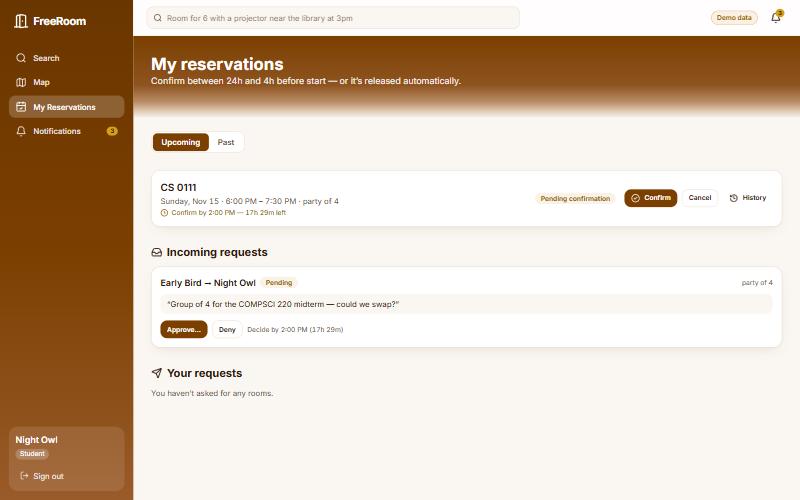 FreeRoom
Search
Map
My Reservations
Notifications 3
Night Owl
Student
Sign out
Room for 6 with a projector near the library at 3pm
Demo data
3
My reservations
Confirm between 24h and 4h before start — or it's released automatically.
Upcoming Past
CS 0111
Sunday, Nov 15 · 6:00 PM – 7:30 PM · party of 4
Confirm by 2:00 PM — 17h 29m left
Pending confirmation Confirm Cancel History
Incoming requests
Early Bird → Night Owl Pending party of 4
“Group of 4 for the COMPSCI 220 midterm — could we swap?”
Approve... Deny Decide by 2:00 PM (17h 29m)
Your requests
You haven't asked for any rooms.